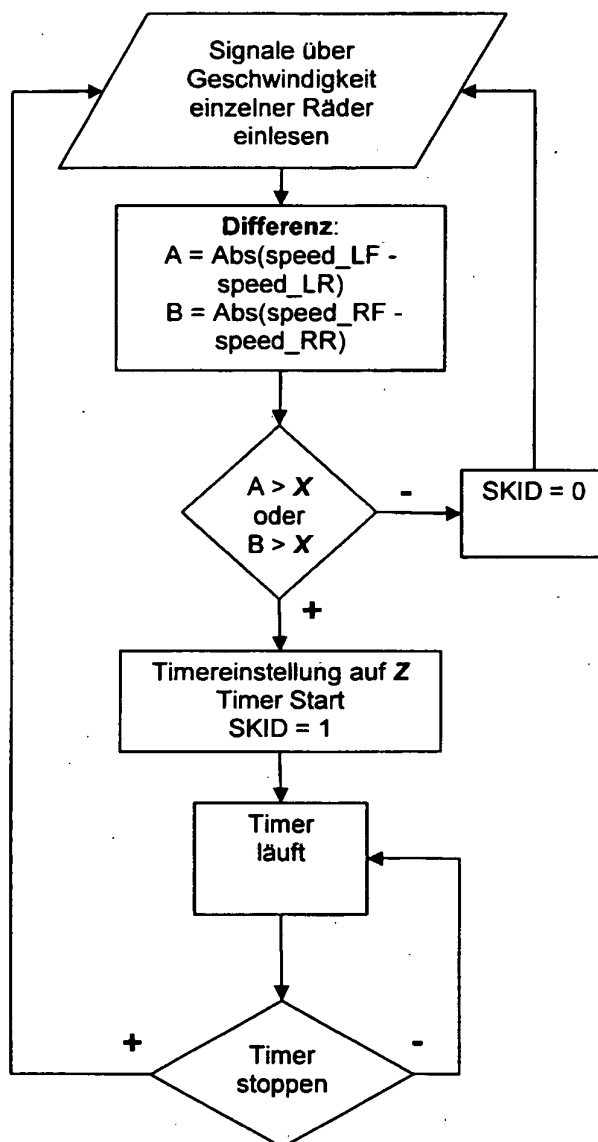 Signale über
Geschwindigkeit
einzelner Räder
einlesen
Differenz:
A = Abs(speed_LF -
speed_LR)
B = Abs(speed_RF -
speed_RR)
A > X
oder
B > X
-
SKID = 0
+
Timereinstellung auf Z
Timer Start
SKID = 1
Timer
läuft
+
-
Timer
stoppen